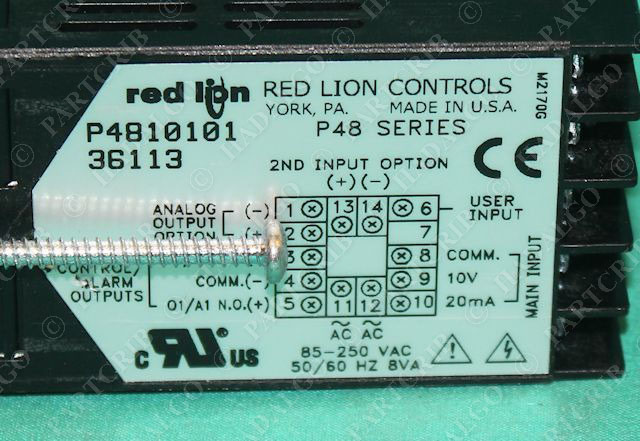 red lion RED LION CONTROLS
YORK, PA. MADE IN U.S.A.
M2170G
P4810101
P48 SERIES
36113
2ND INPUT OPTION
(+)(-)
CE
ANALOG (-) 1 13 14 6 USER
OUTPUT INPUT
OPTION (+) 2 7
3 8 COMM.
CONTROL/
ALARM COMM.(-) 4 9 10V
OUTPUTS
O1/A1 N.O.(+) 5 11 12 10 20mA
MAIN INPUT
AC AC
c RU US
85-250 VAC
50/60 HZ 8VA
PARTCRIB
HADALGO